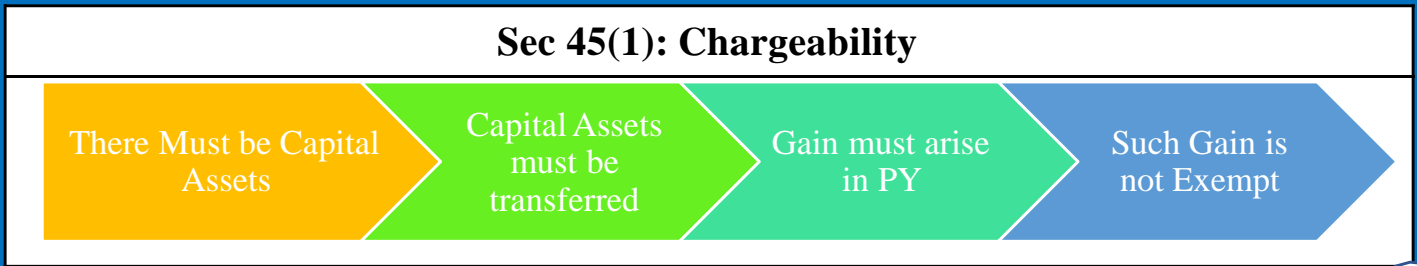 Sec 45(1): Chargeability
There Must be Capital
Assets
Capital Assets
must be
transferred
Gain must arise
in PY
Such Gain is
not Exempt